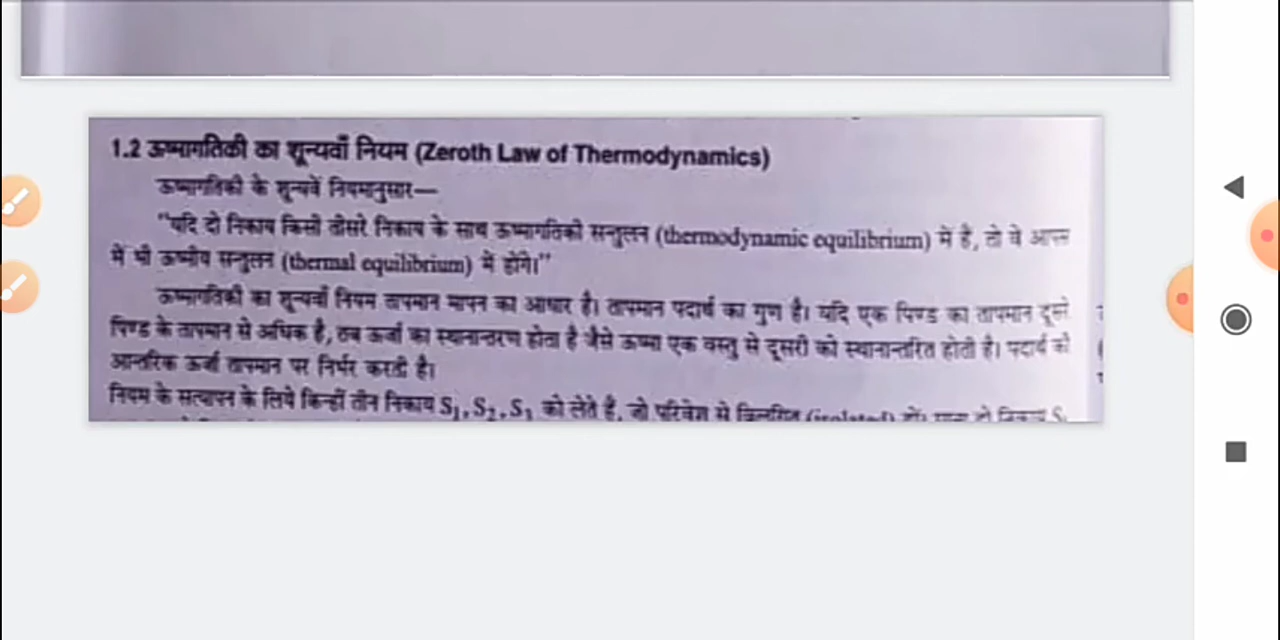 1.2 ऊष्मागतिकी का शून्यवाँ नियम (Zeroth Law of Thermodynamics)
ऊष्मागतिकी के शून्यवें नियमानुसार—
"यदि दो निकाय किसी तीसरे निकाय के साथ ऊष्मागतिकी सन्तुलन (thermodynamic equilibrium) में है, तो वे आपस
में भी ऊष्मीय सन्तुलन (thermal equilibrium) में होंगे।"
ऊष्मागतिकी का शून्यवाँ नियम तापमान मापन का आधार है। तापमान पदार्थ का गुण है। यदि एक पिण्ड का तापमान दूसरे
पिण्ड के तापमान से अधिक है, तब ऊर्जा का स्थानान्तरण होता है जैसे ऊष्मा एक वस्तु से दूसरी को स्थानान्तरित होती है। पदार्थ की
आन्तरिक ऊर्जा तापमान पर निर्भर करती है।
नियम के सत्यापन के लिये किन्हीं तीन निकाय S₁, S₂, S₃ को लेते है, जो परिवेश से विलगित (isolated) हों। माना दो निकाय S₁